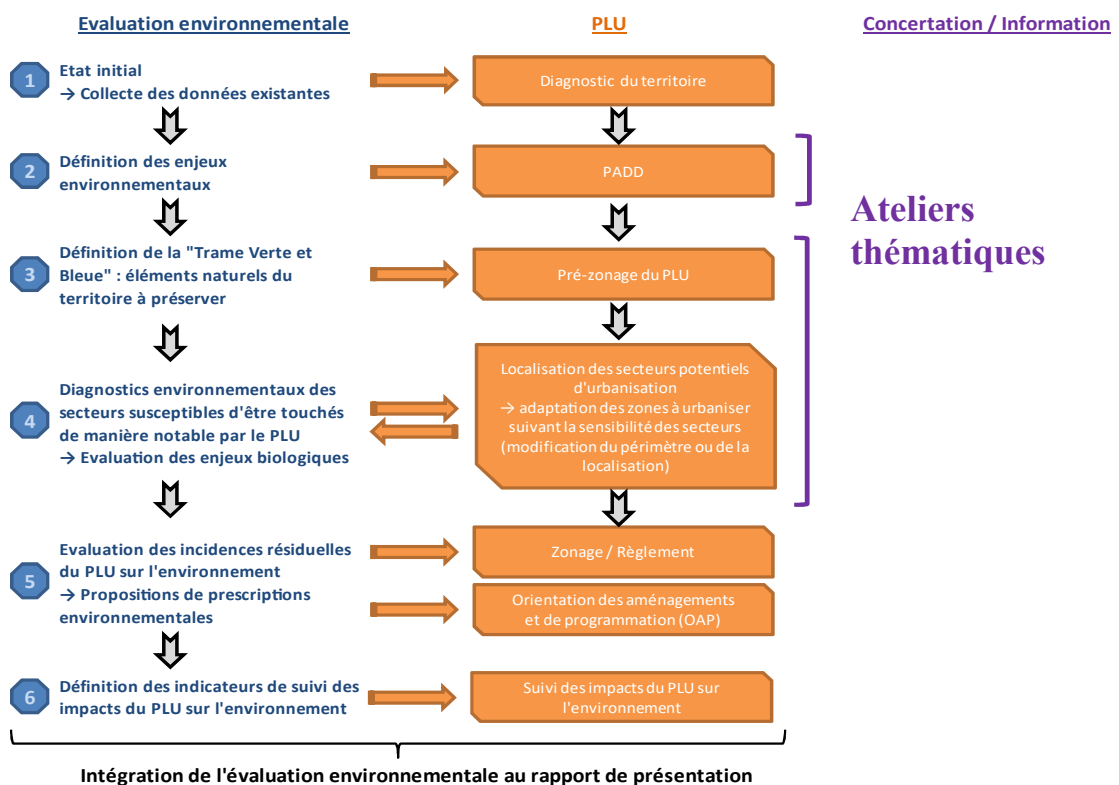 Evaluation environnementale
PLU
Concertation / Information
1
Etat initial
→ Collecte des données existantes
Diagnostic du territoire
2
Définition des enjeux
environnementaux
PADD
Ateliers
thématiques
3
Définition de la "Trame Verte et
Bleue" : éléments naturels du
territoire à préserver
Pré-zonage du PLU
4
Diagnostics environnementaux des
secteurs susceptibles d'être touchés
de manière notable par le PLU
→ Evaluation des enjeux biologiques
Localisation des secteurs potentiels
d'urbanisation
→ adaptation des zones à urbaniser
suivant la sensibilité des secteurs
(modification du périmètre ou de la
localisation)
5
Evaluation des incidences résiduelles
du PLU sur l'environnement
→ Propositions de prescriptions
environnementales
Zonage / Règlement
Orientation des aménagements
et de programmation (OAP)
6
Définition des indicateurs de suivi des
impacts du PLU sur l'environnement
Suivi des impacts du PLU sur
l'environnement
Intégration de l'évaluation environnementale au rapport de présentation